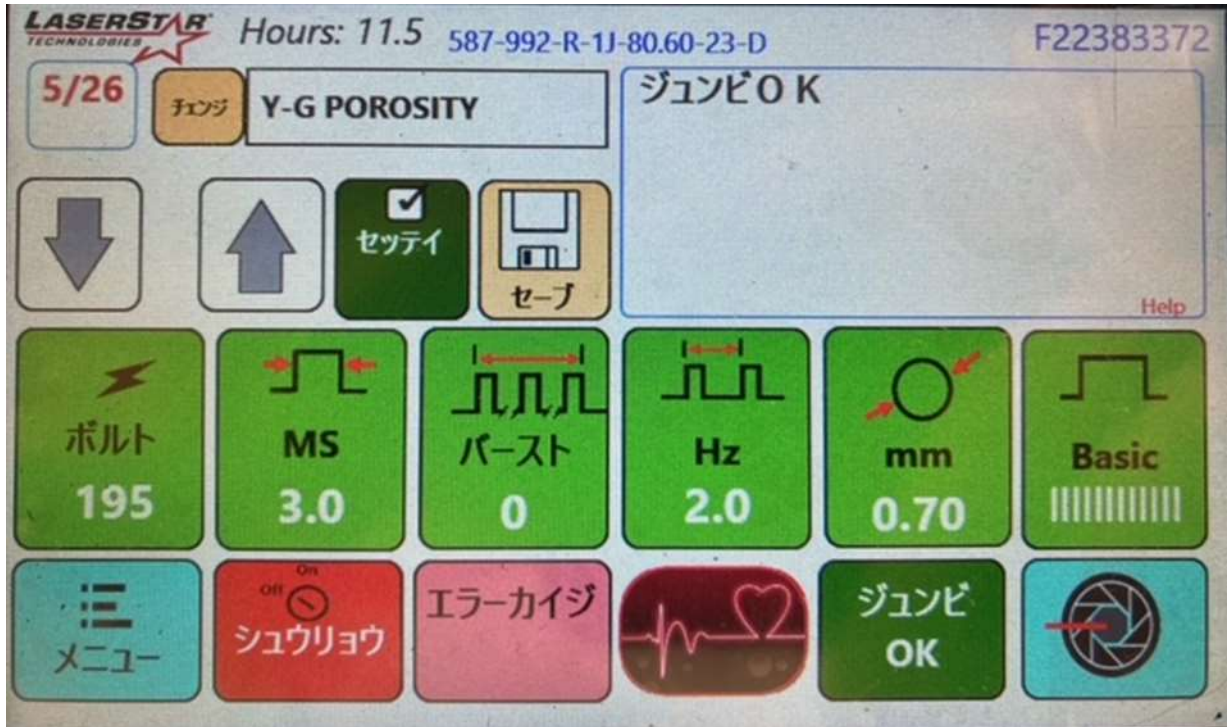 LASERSTAR
TECHNOLOGIES
Hours: 11.5
587-992-R-1J-80.60-23-D
F22383372
5/26
チェンジ
Y-G POROSITY
ジュンビOK
セッテイ
セーブ
Help
ボルト
195
MS
3.0
バースト
0
Hz
2.0
mm
0.70
Basic
メニュー
On
Off
シュウリョウ
エラーカイジ
ジュンビ
OK